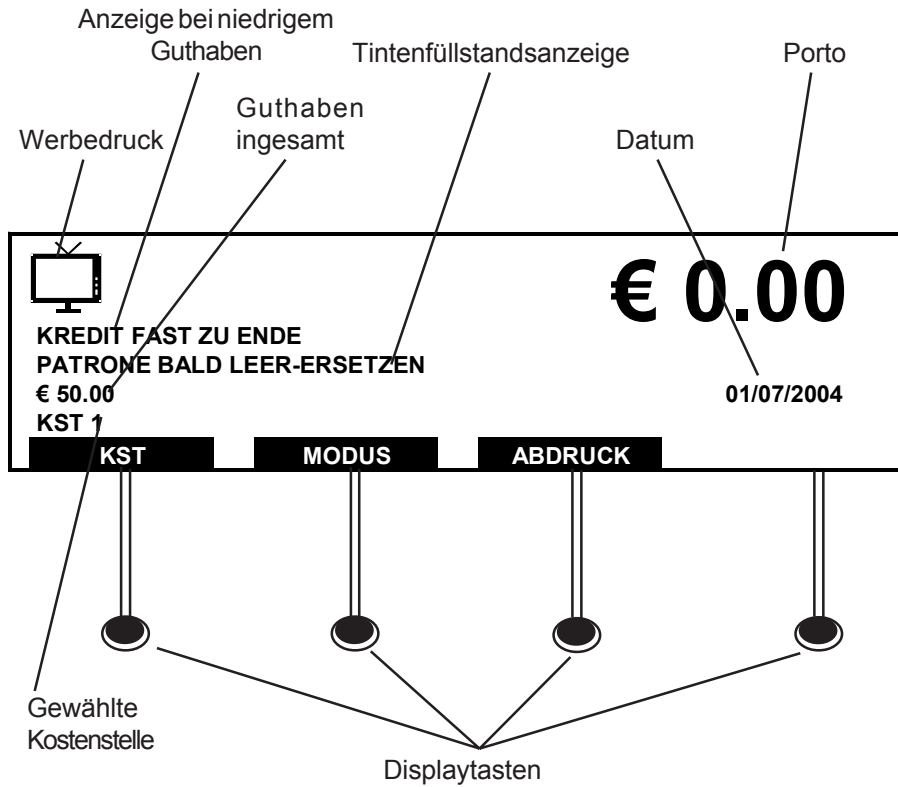 Anzeige bei niedrigem
Guthaben
Tintenfüllstandsanzeige
Porto
Guthaben
ingesamt
Werbedruck
Datum
€ 0.00
KREDIT FAST ZU ENDE
PATRONE BALD LEER-ERSETZEN
€ 50.00
01/07/2004
KST 1
KST
MODUS
ABDRUCK
Gewählte
Kostenstelle
Displaytasten